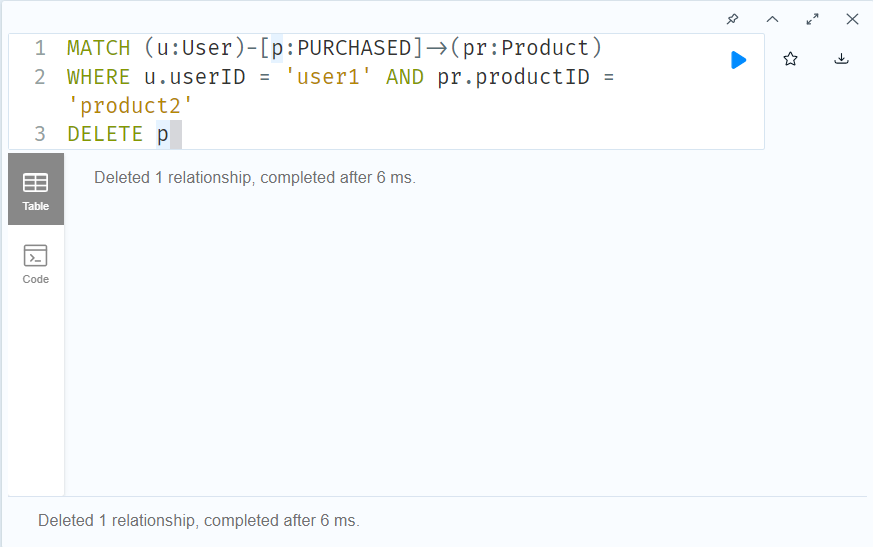 1 MATCH (u:User)-[p:PURCHASED]->(pr:Product)
2 WHERE u.userID = 'user1' AND pr.productID =
'product2'
3 DELETE p
Table
Deleted 1 relationship, completed after 6 ms.
Code
Deleted 1 relationship, completed after 6 ms.